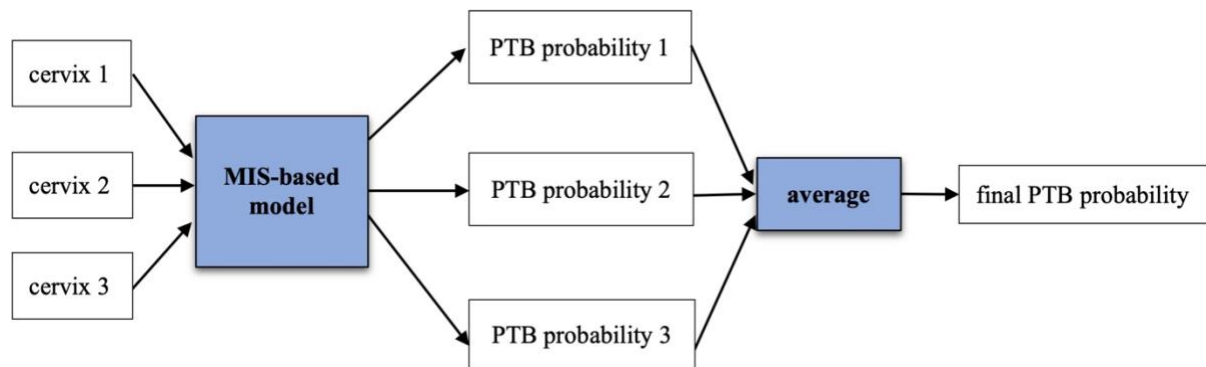 cervix 1
cervix 2
cervix 3
MIS-based
model
PTB probability 1
PTB probability 2
PTB probability 3
average
final PTB probability